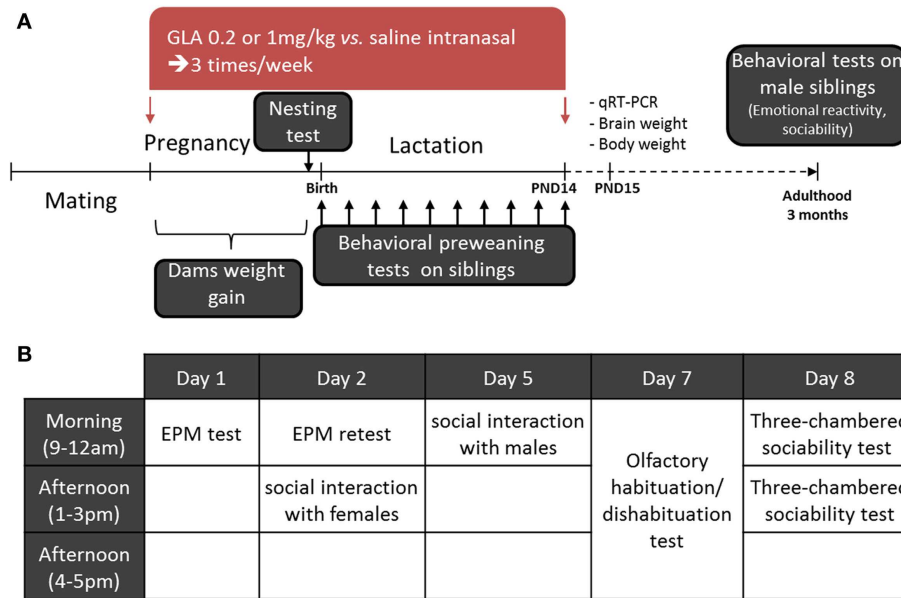 A
GLA 0.2 or 1mg/kg vs. saline intranasal
➔3 times/week
Behavioral tests on
male siblings
(Emotional reactivity,
sociability)
Nesting
test
- qRT-PCR
- Brain weight
- Body weight
Pregnancy
Lactation
Mating
Birth
PND14
PND15
Adulthood
3 months
Behavioral preweaning
tests on siblings
Dams weight
gain
B
Day 1
Day 2
Day 5
Day 7
Day 8
Morning
(9-12am)
EPM test
EPM retest
social interaction
with males
Olfactory
habituation/
dishabituation
test
Three-chambered
sociability test
Afternoon
(1-3pm)
social interaction
with females
Three-chambered
sociability test
Afternoon
(4-5pm)